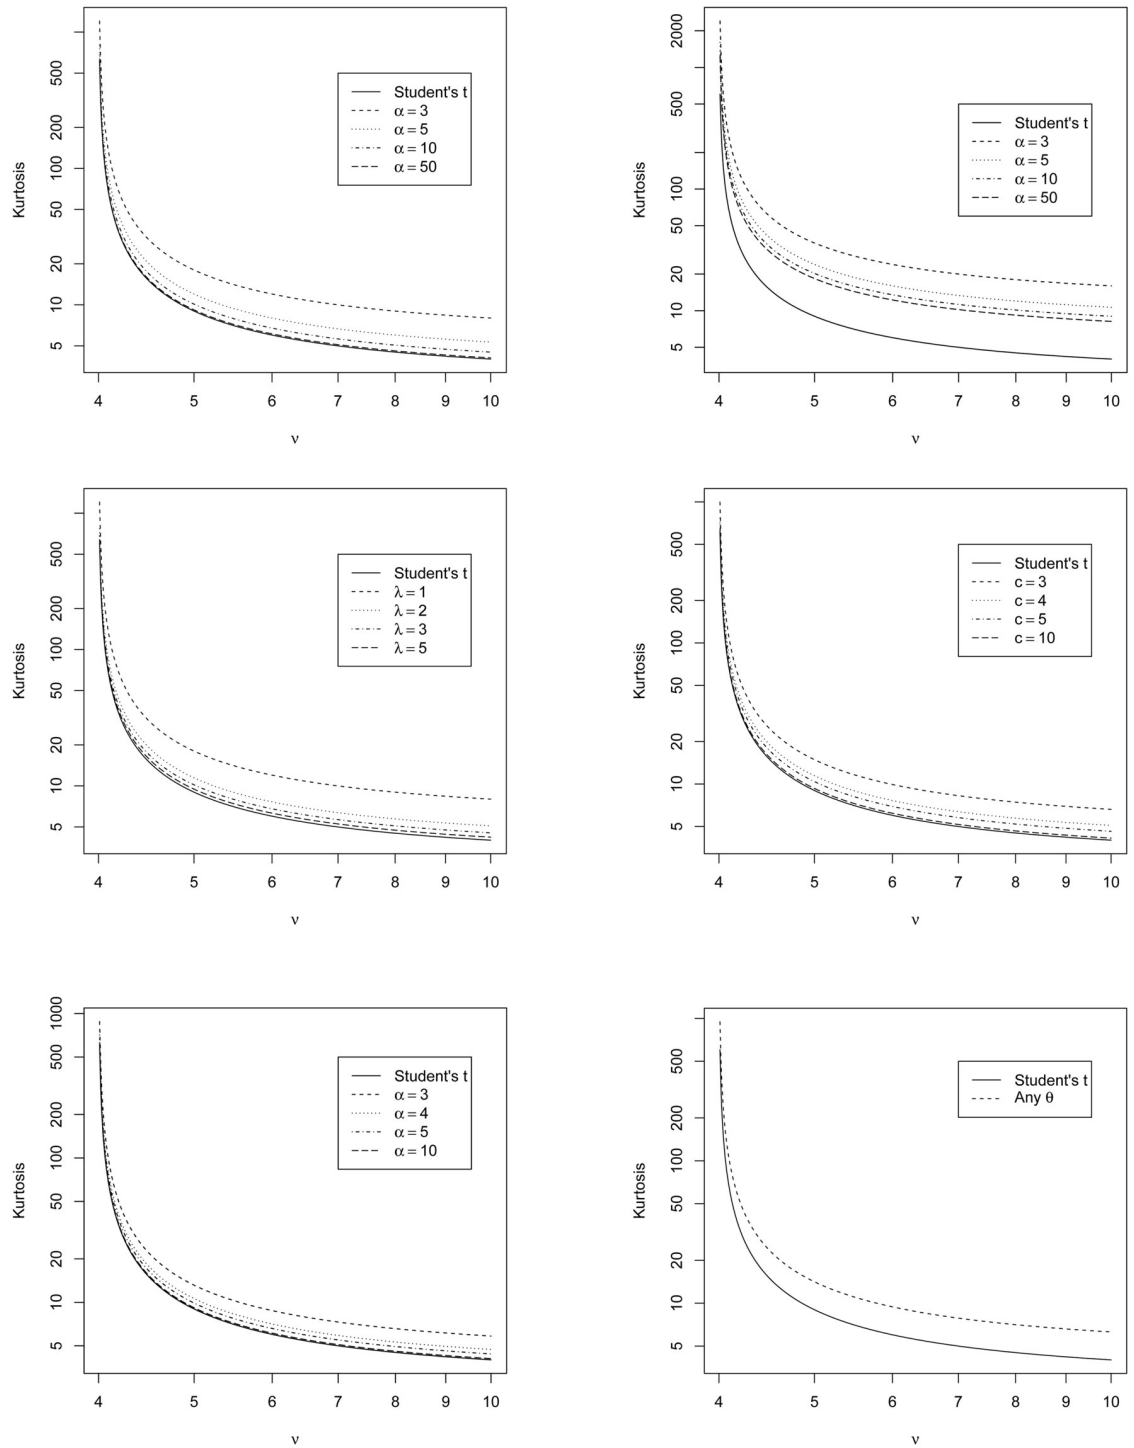 Kurtosis
5 10 20 50 100 200 500
Student's t
α = 3
α = 5
α = 10
α = 50
4 5 6 7 8 9 10
ν
Kurtosis
5 10 20 50 100 500 2000
Student's t
α = 3
α = 5
α = 10
α = 50
4 5 6 7 8 9 10
ν
Kurtosis
5 10 20 50 100 200 500
Student's t
λ = 1
λ = 2
λ = 3
λ = 5
4 5 6 7 8 9 10
ν
Kurtosis
5 10 20 50 100 200 500
Student's t
c = 3
c = 4
c = 5
c = 10
4 5 6 7 8 9 10
ν
Kurtosis
5 10 20 50 100 200 500 1000
Student's t
α = 3
α = 4
α = 5
α = 10
4 5 6 7 8 9 10
ν
Kurtosis
5 10 20 50 100 200 500
Student's t
Any θ
4 5 6 7 8 9 10
ν